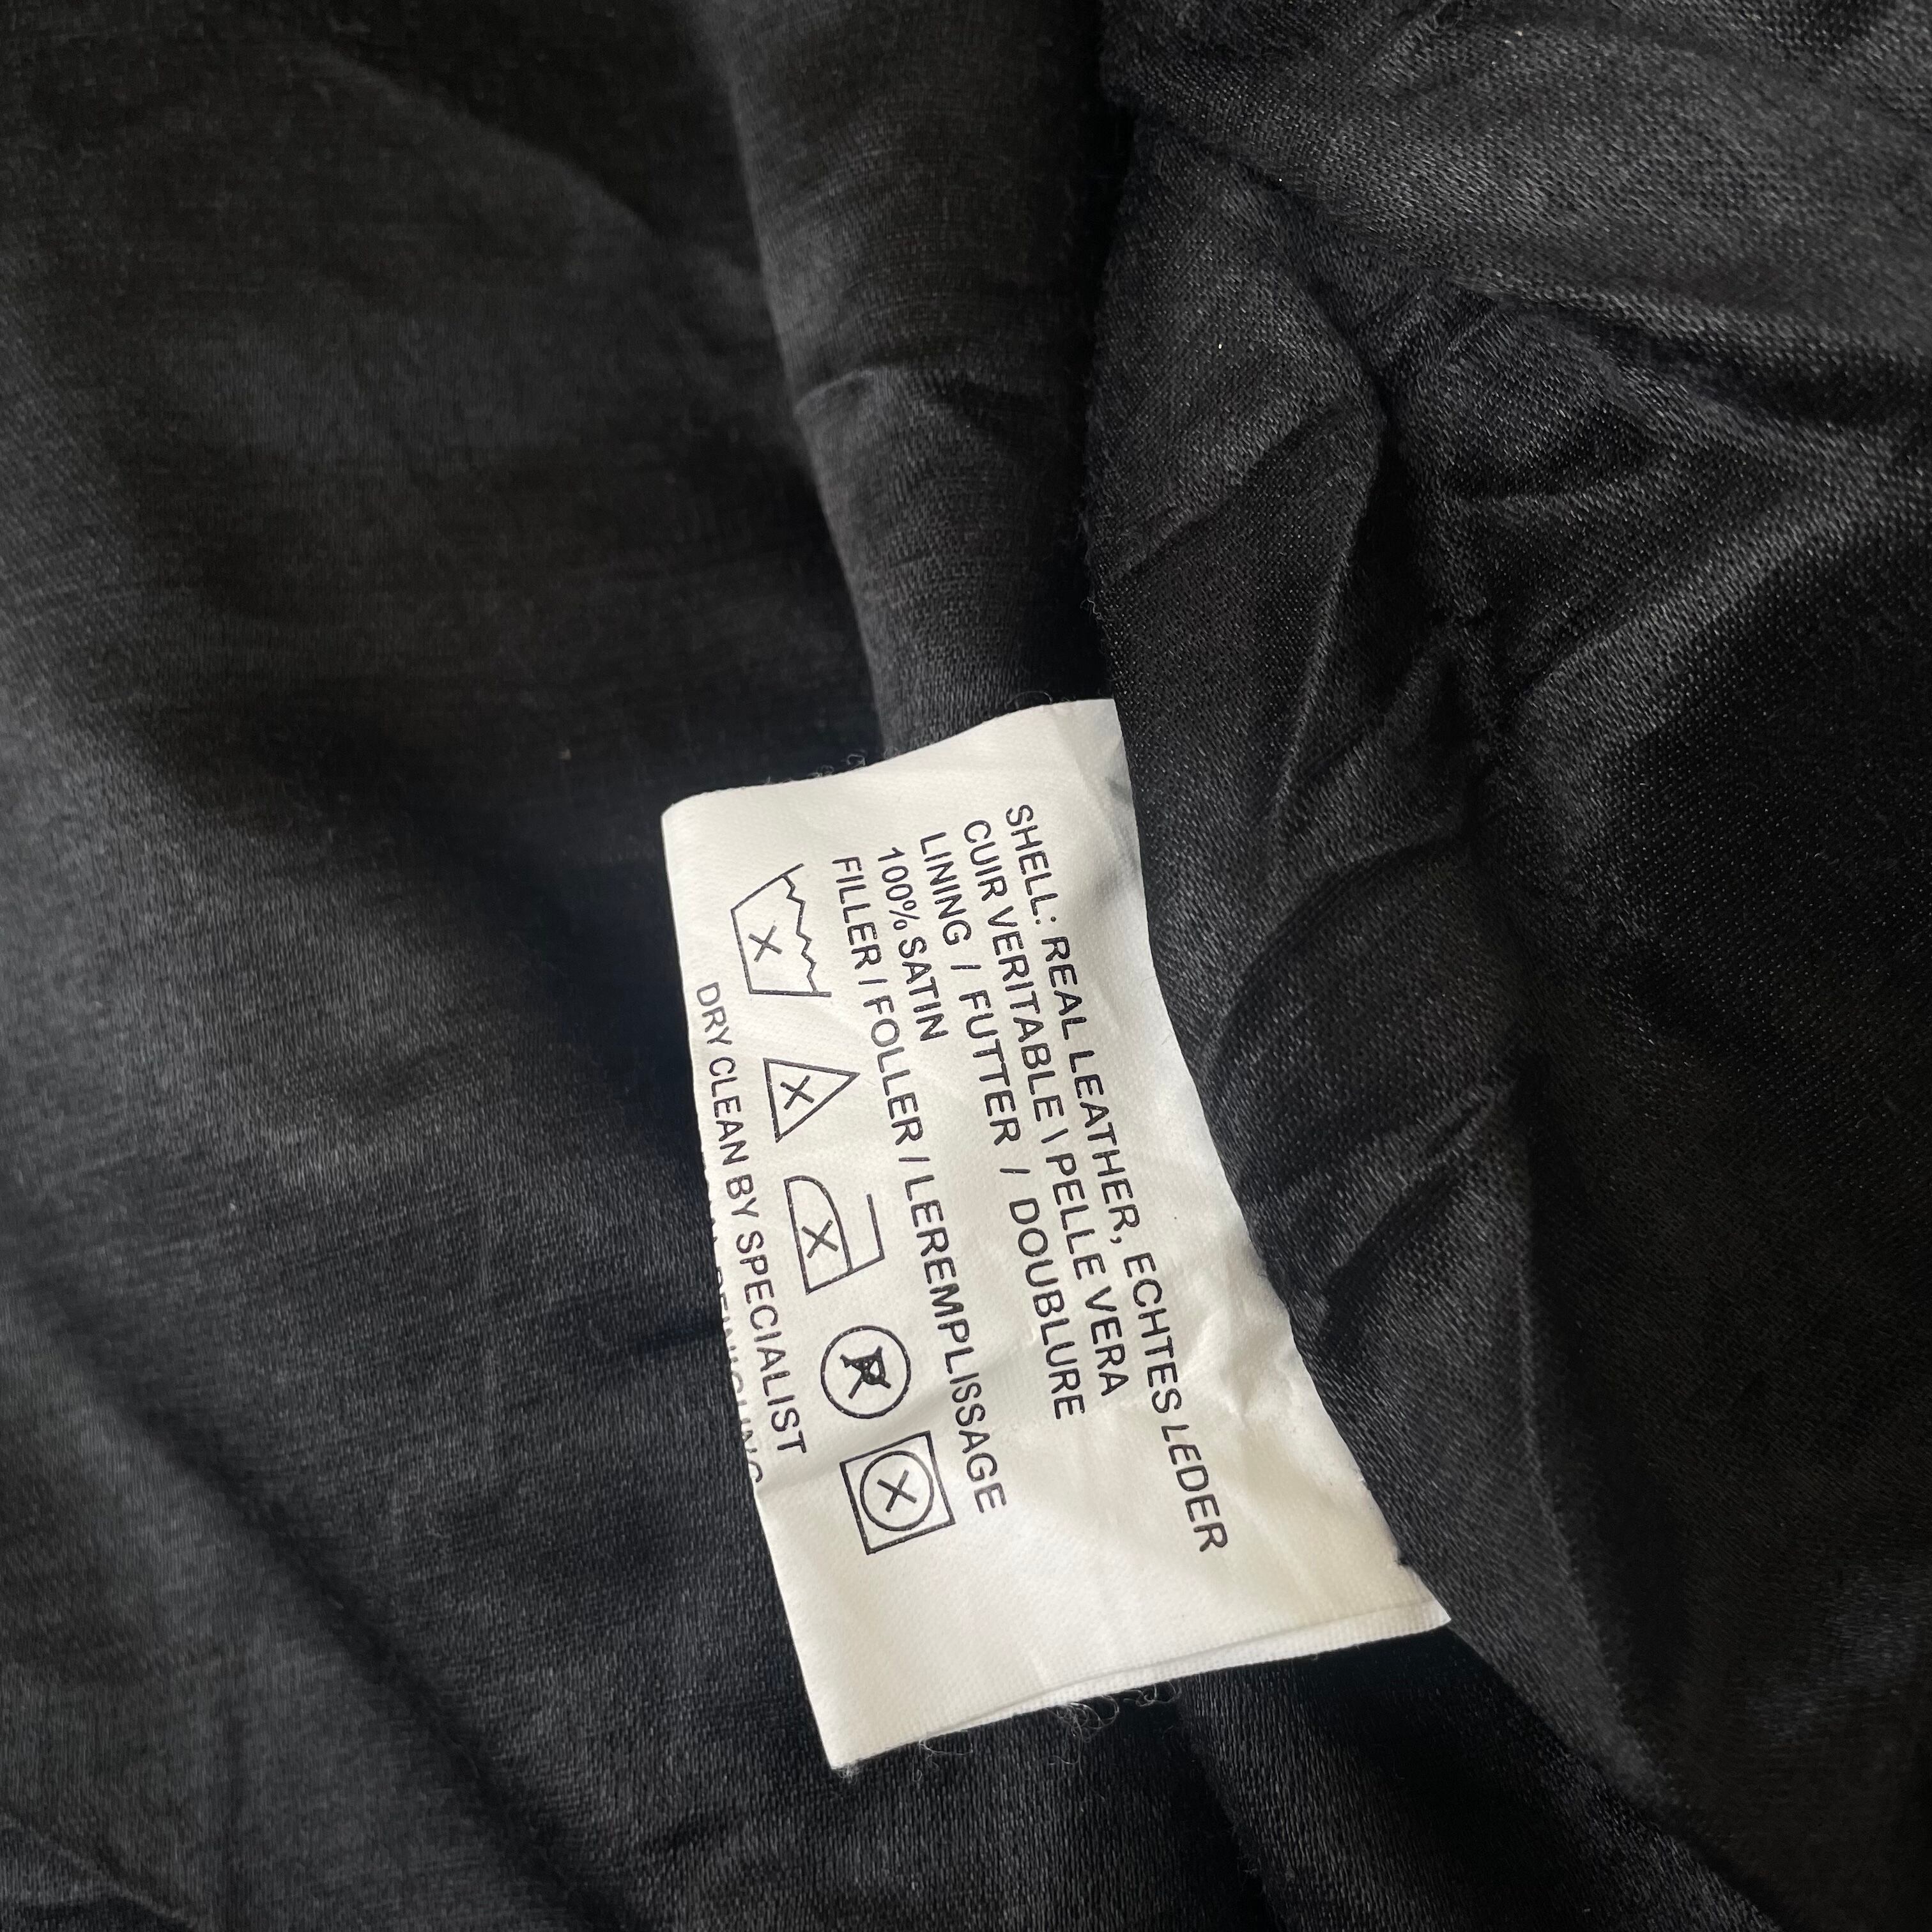 SHELL: REAL LEATHER, ECHTES LEDER
CUIR VERITABLE \ PELLE VERA
LINING / FUTTER / DOUBLURE
100% SATIN
FILLER / FOLLER / LEREMPLISSAGE
DRY CLEAN BY SPECIALIST